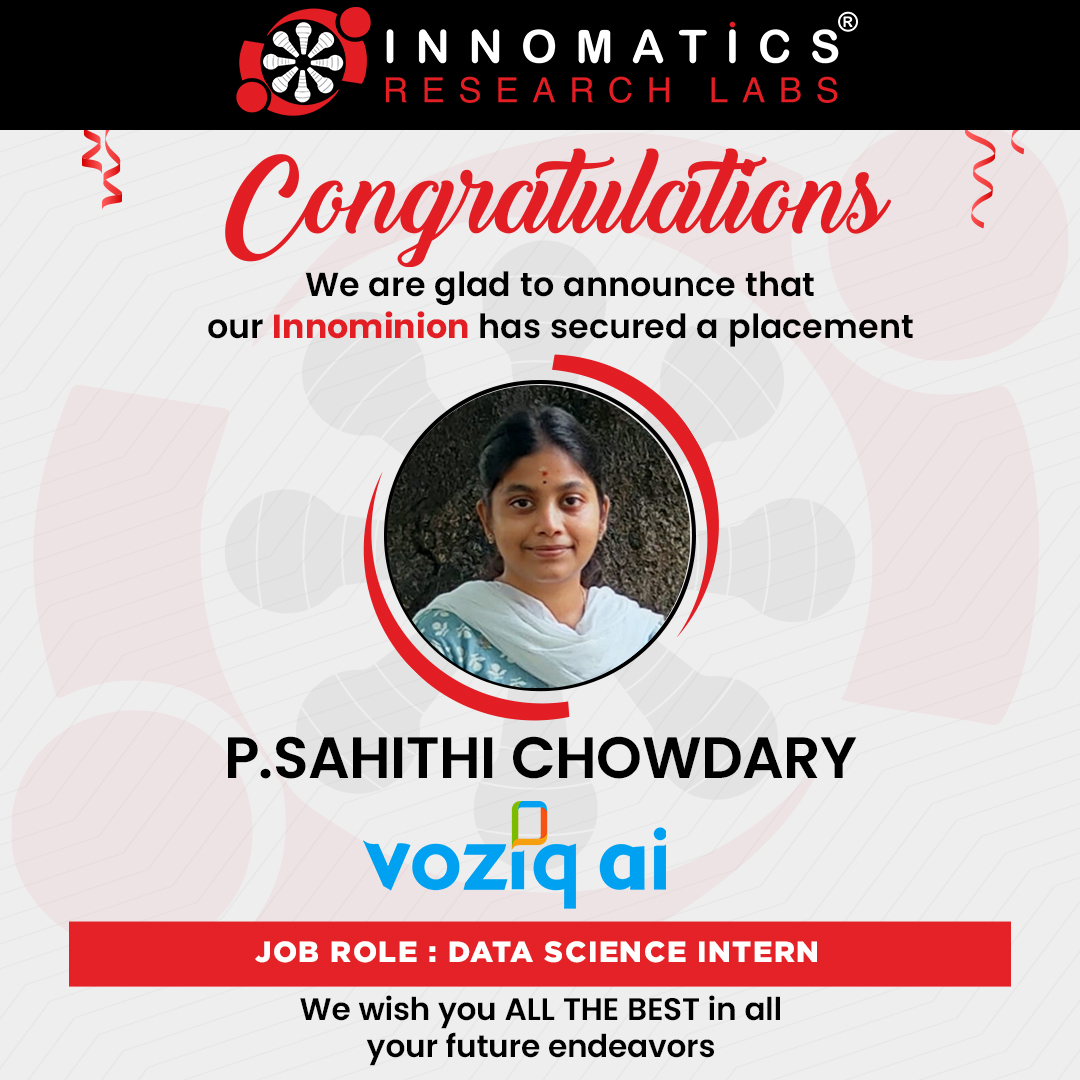 INNOMATICS®
RESEARCH LABS
Congratulations
We are glad to announce that
our Innominion has secured a placement
P.SAHITHI CHOWDARY
voziq ai
JOB ROLE : DATA SCIENCE INTERN
We wish you ALL THE BEST in all
your future endeavors